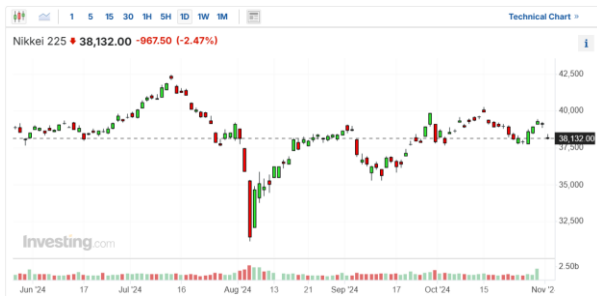 1 5 15 30 1H 5H 1D 1W 1M Technical Chart »
Nikkei 225 38,132.00 -967.50 (-2.47%)
42,500
40,000
38,132.00
37,500
35,000
32,500
Investing.com
2.50b
Jun '24 17 Jul '24 16 Aug '24 13 21 Sep '24 17 Oct '24 15 Nov '2